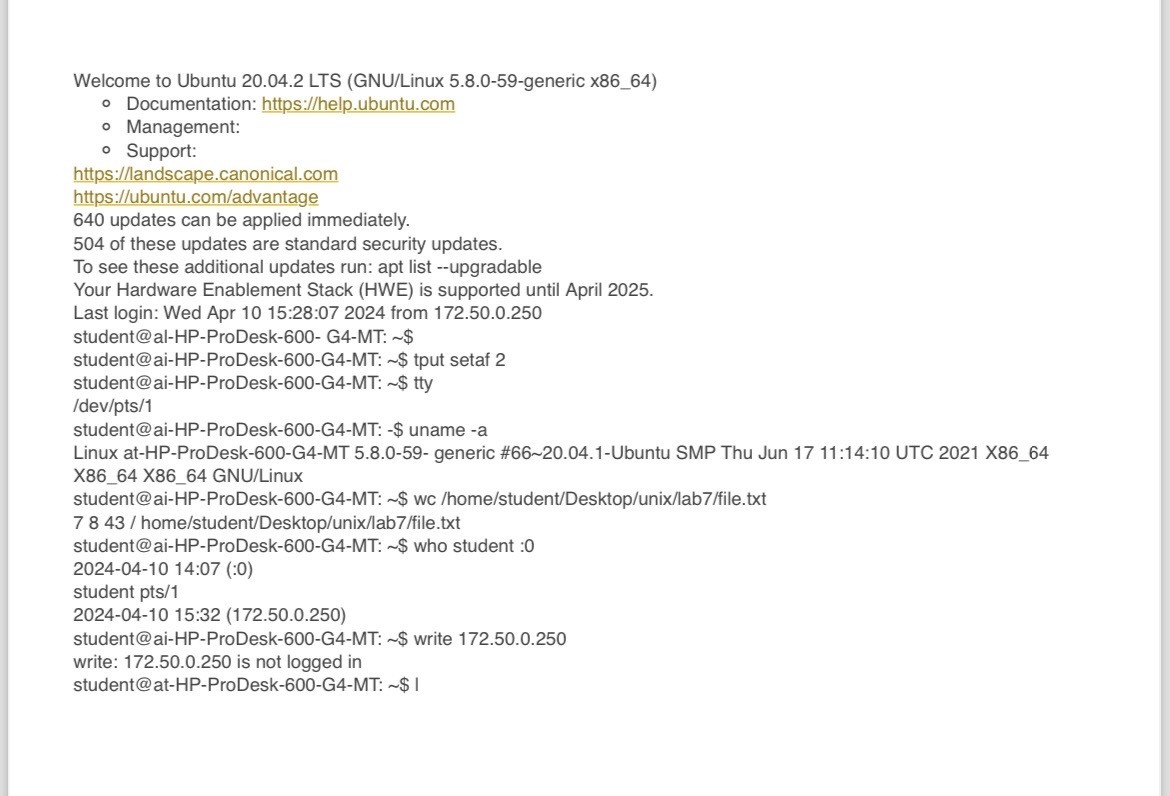 Welcome to Ubuntu 20.04.2 LTS (GNU/Linux 5.8.0-59-generic x86_64)
Documentation: https://help.ubuntu.com
Management:
Support:
https://landscape.canonical.com
https://ubuntu.com/advantage
640 updates can be applied immediately.
504 of these updates are standard security updates.
To see these additional updates run: apt list --upgradable
Your Hardware Enablement Stack (HWE) is supported until April 2025.
Last login: Wed Apr 10 15:28:07 2024 from 172.50.0.250
student@al-HP-ProDesk-600- G4-MT: ~$
student@ai-HP-ProDesk-600-G4-MT: ~$ tput setaf 2
student@ai-HP-ProDesk-600-G4-MT: ~$ tty
/dev/pts/1
student@ai-HP-ProDesk-600-G4-MT: -$ uname -a
Linux at-HP-ProDesk-600-G4-MT 5.8.0-59- generic #66~20.04.1-Ubuntu SMP Thu Jun 17 11:14:10 UTC 2021 X86_64
X86_64 X86_64 GNU/Linux
student@ai-HP-ProDesk-600-G4-MT: ~$ wc /home/student/Desktop/unix/lab7/file.txt
7 8 43 / home/student/Desktop/unix/lab7/file.txt
student@ai-HP-ProDesk-600-G4-MT: ~$ who student :0
2024-04-10 14:07 (:0)
student pts/1
2024-04-10 15:32 (172.50.0.250)
student@ai-HP-ProDesk-600-G4-MT: ~$ write 172.50.0.250
write: 172.50.0.250 is not logged in
student@at-HP-ProDesk-600-G4-MT: ~$ l